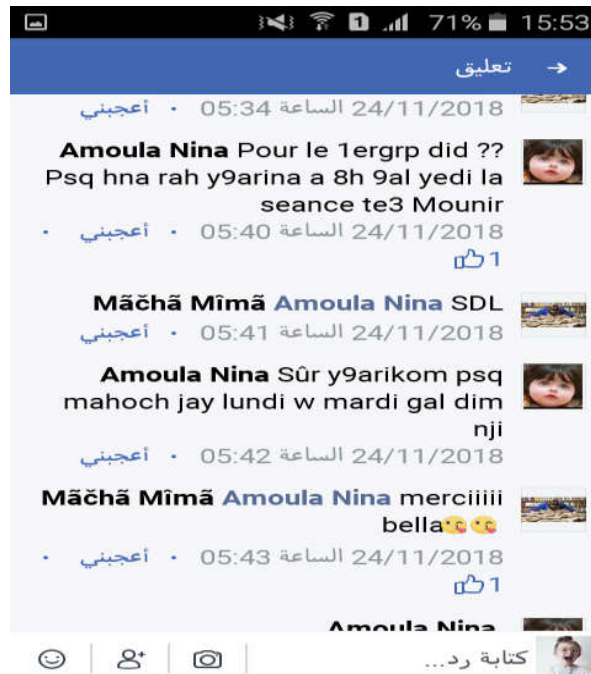 71% 15:53
تعليق
24/11/2018 الساعة 05:34 · أعجبني
Amoula Nina Pour le 1ergrp did ??
Psq hna rah y9arina a 8h 9al yedi la
seance te3 Mounir
24/11/2018 الساعة 05:40 · أعجبني ·
1
Mãčhã Mîmã Amoula Nina SDL
24/11/2018 الساعة 05:41 · أعجبني
Amoula Nina Sûr y9arikom psq
mahoch jay lundi w mardi gal dim
nji
24/11/2018 الساعة 05:42 · أعجبني
Mãčhã Mîmã Amoula Nina merciiiii
bella😋😋
24/11/2018 الساعة 05:43 · أعجبني ·
1
Amoula Nina
كتابة رد...